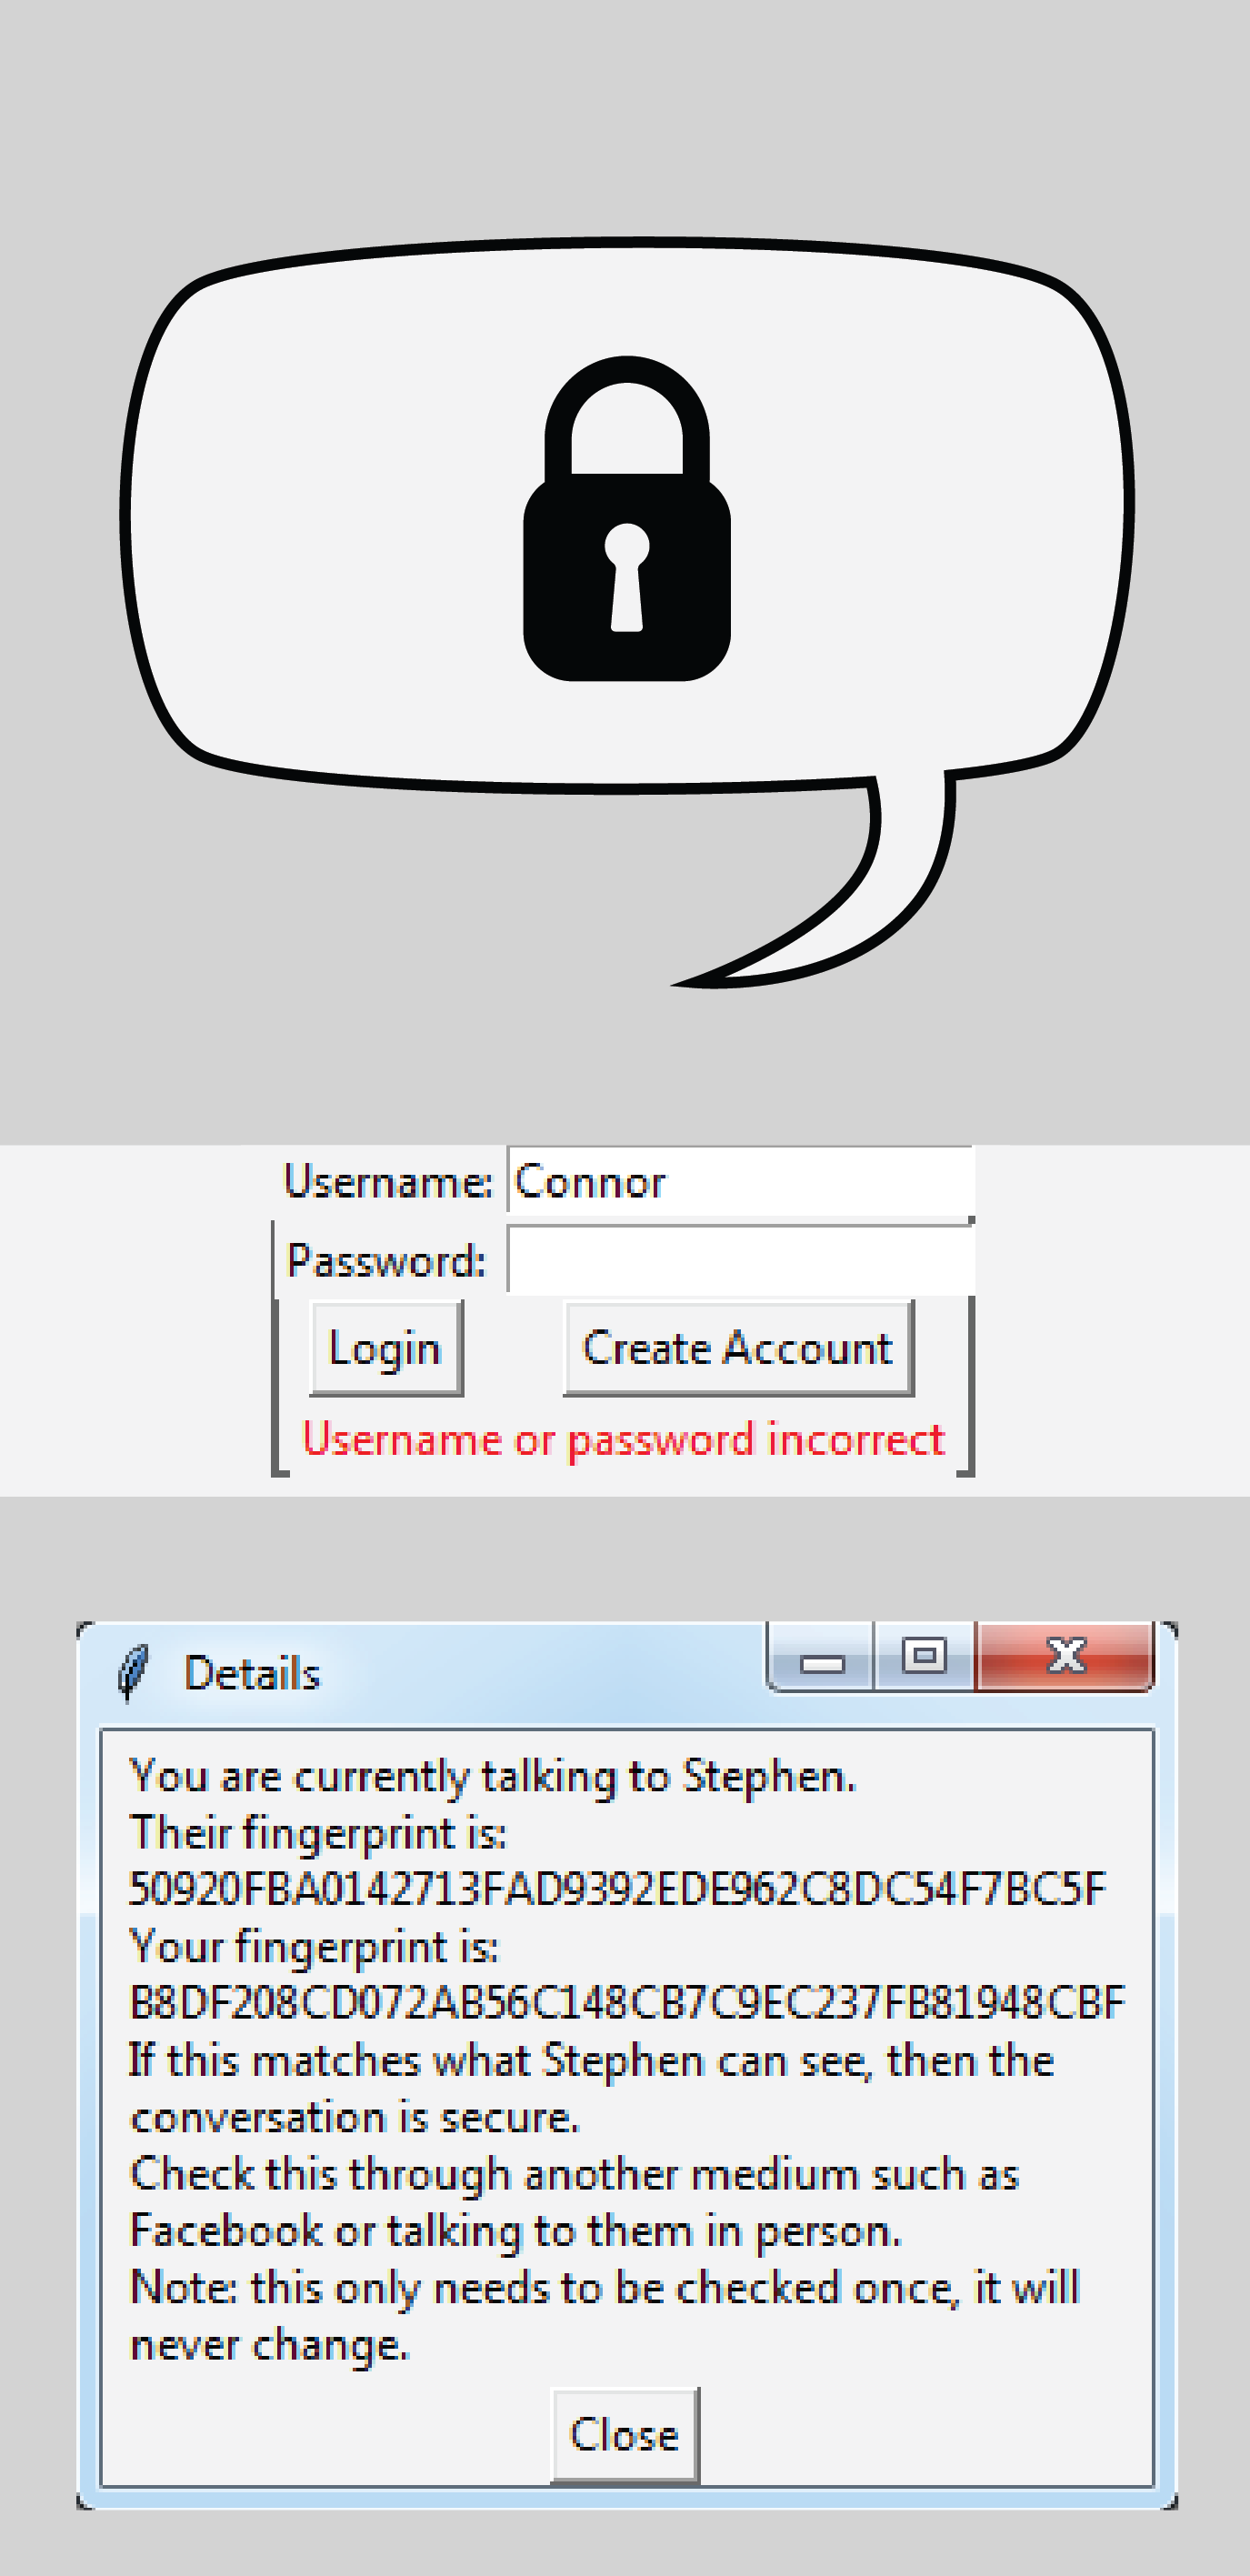 Username: Connor
Password:
Login Create Account
Username or password incorrect
Details
You are currently talking to Stephen.
Their fingerprint is:
50920FBA0142713FAD9392EDE962C8DC54F7BC5F
Your fingerprint is:
B8DF208CD072AB56C148CB7C9EC237FB81948CBF
If this matches what Stephen can see, then the
conversation is secure.
Check this through another medium such as
Facebook or talking to them in person.
Note: this only needs to be checked once, it will
never change.
Close